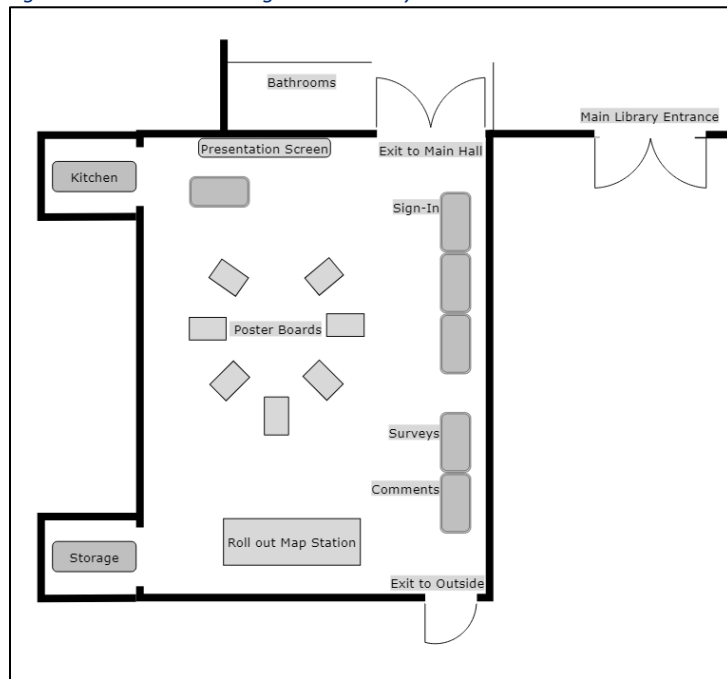 Bathrooms
Main Library Entrance
Presentation Screen
Exit to Main Hall
Kitchen
Sign-In
Poster Boards
Surveys
Comments
Roll out Map Station
Storage
Exit to Outside